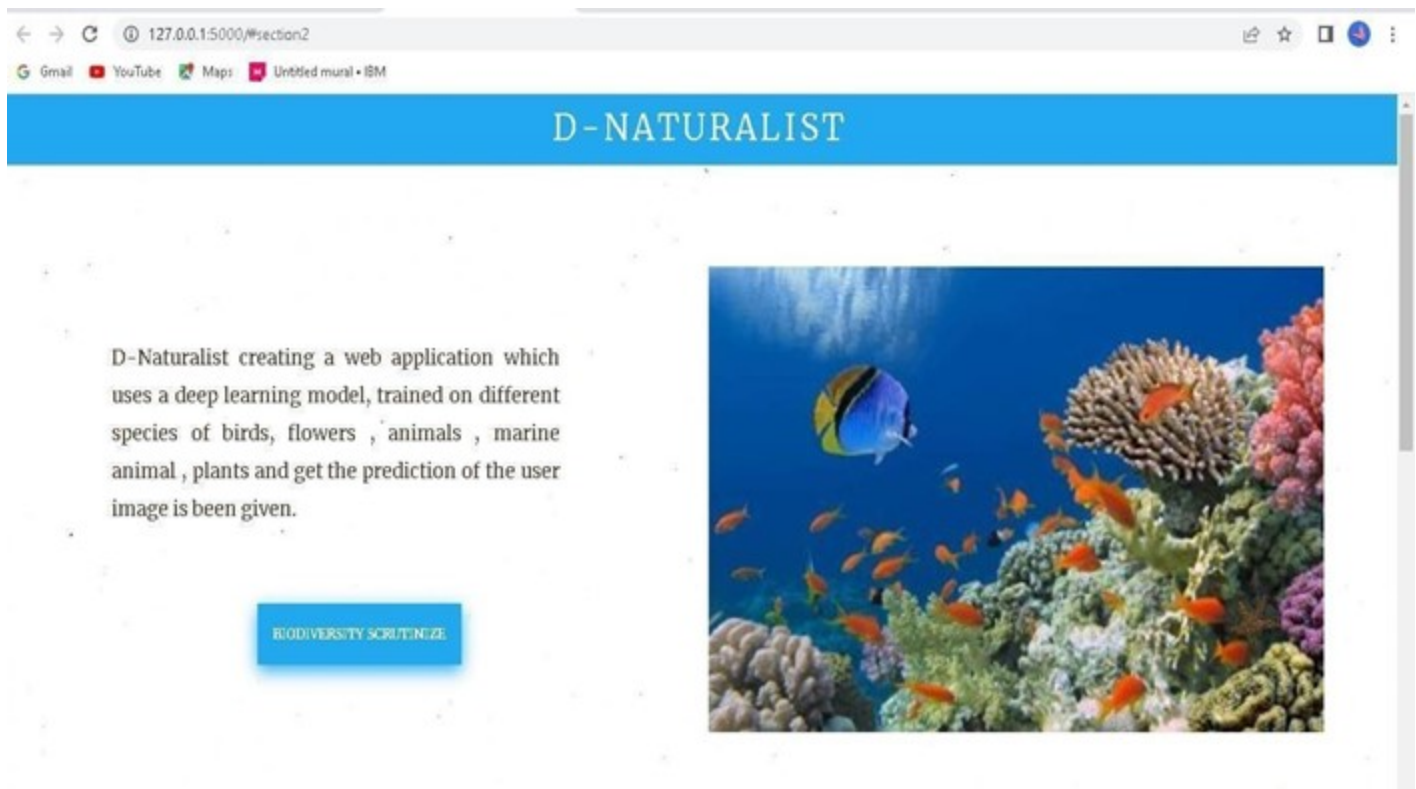 127.0.0.1:5000/#section2
Gmail YouTube Maps Untitled mural • IBM
D-NATURALIST
D-Naturalist creating a web application which
uses a deep learning model, trained on different
species of birds, flowers , animals , marine
animal , plants and get the prediction of the user
image is been given.
BIODIVERSITY SCRUTINIZE